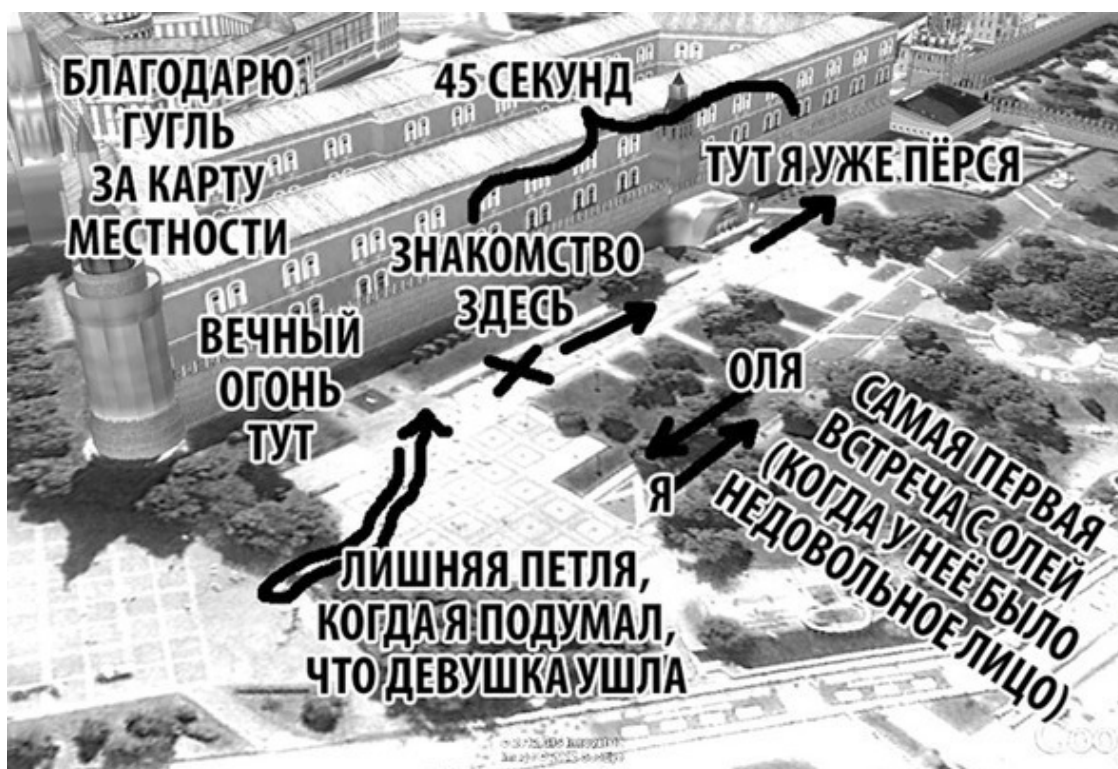 БЛАГОДАРЮ
ГУГЛЬ
ЗА КАРТУ
МЕСТНОСТИ
45 СЕКУНД
ТУТ Я УЖЕ ПЁРСЯ
ЗНАКОМСТВО
ЗДЕСЬ
ВЕЧНЫЙ
ОГОНЬ
ТУТ
ОЛЯ
Я
САМАЯ ПЕРВАЯ
ВСТРЕЧА С ОЛЕЙ
(КОГДА У НЕЁ БЫЛО
НЕДОВОЛЬНОЕ ЛИЦО)
ЛИШНЯЯ ПЕТЛЯ,
КОГДА Я ПОДУМАЛ,
ЧТО ДЕВУШКА УШЛА